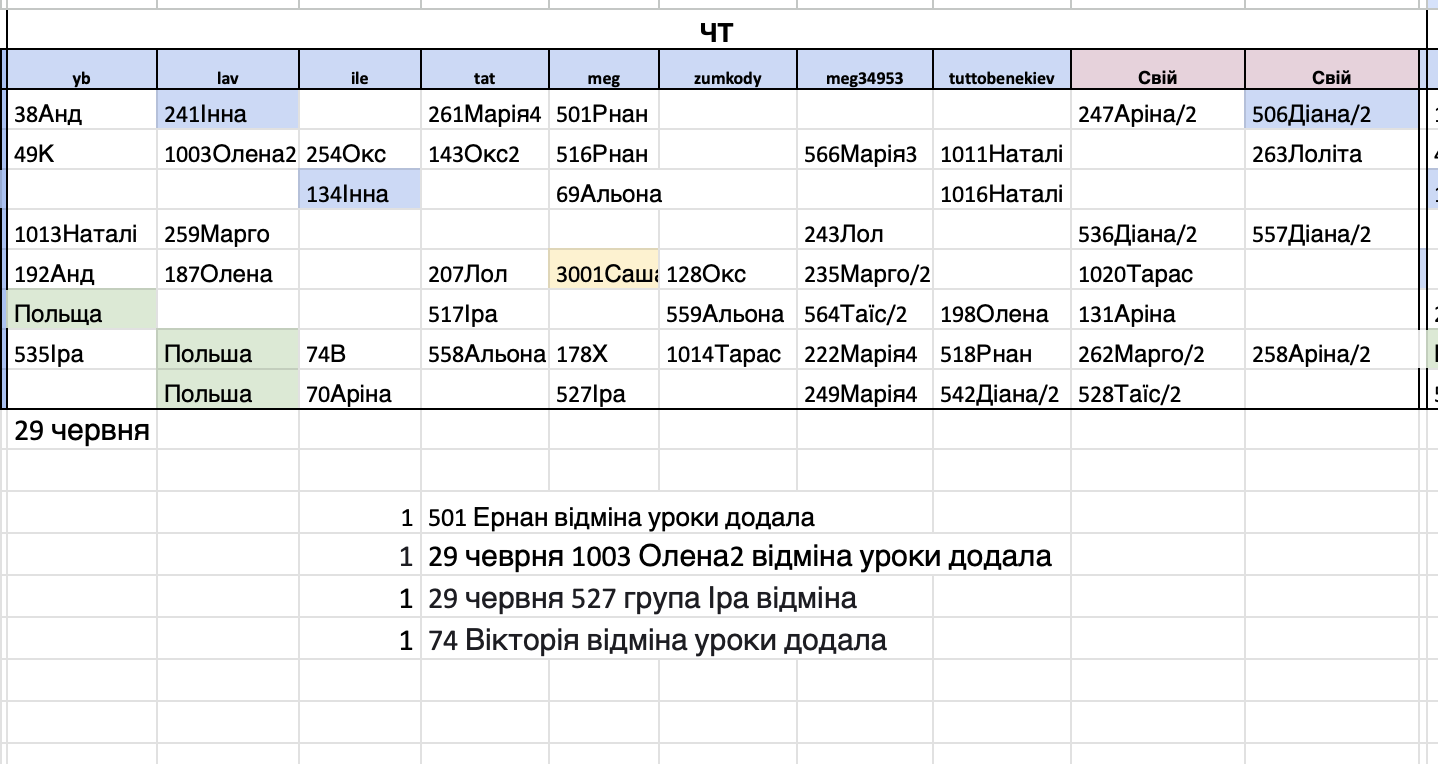 ЧТ
yb lav ile tat meg zumkody meg34953 tuttobenekiev Свій Свій
38Анд 241Інна 261Марія4 501Рнан 247Аріна/2 506Діана/2
49К 1003Олена2 254Окс 143Окс2 516Рнан 566Марія3 1011Наталі 263Лоліта
134Інна 69Альона 1016Наталі
1013Наталі 259Марго 243Лол 536Діана/2 557Діана/2
192Анд 187Олена 207Лол 3001Саша 128Окс 235Марго/2 1020Тарас
Польща 517Іра 559Альона 564Таїс/2 198Олена 131Аріна
535Іра Польша 74В 558Альона 178Х 1014Тарас 222Марія4 518Рнан 262Марго/2 258Аріна/2
Польша 70Аріна 527Іра 249Марія4 542Діана/2 528Таїс/2
29 червня
1 501 Ернан відміна уроки додала
1 29 чеврня 1003 Олена2 відміна уроки додала
1 29 червня 527 група Іра відміна
1 74 Вікторія відміна уроки додала